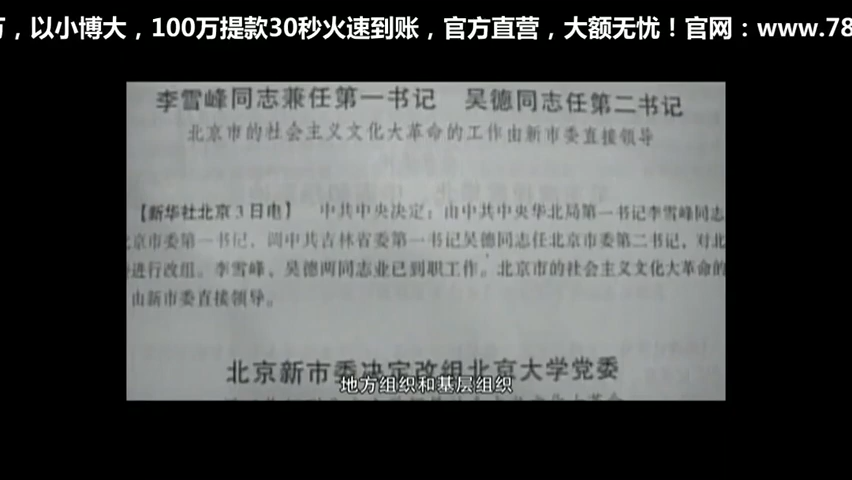 万，以小博大，100万提款30秒火速到账，官方直营，大额无忧！官网：www.78
李雪峰同志兼任第一书记 吴德同志任第二书记
北京市的社会主义文化大革命的工作由新市委直接领导
【新华社北京3日电】 中共中央决定：由中共中央华北局第一书记李雪峰同志
北京市委第一书记，调中共吉林省委第一书记吴德同志任北京市委第二书记，对北
进行改组。李雪峰、吴德两同志业已到职工作。北京市的社会主义文化大革命的
由新市委直接领导。
北京新市委决定改组北京大学党委
地方组织和基层组织